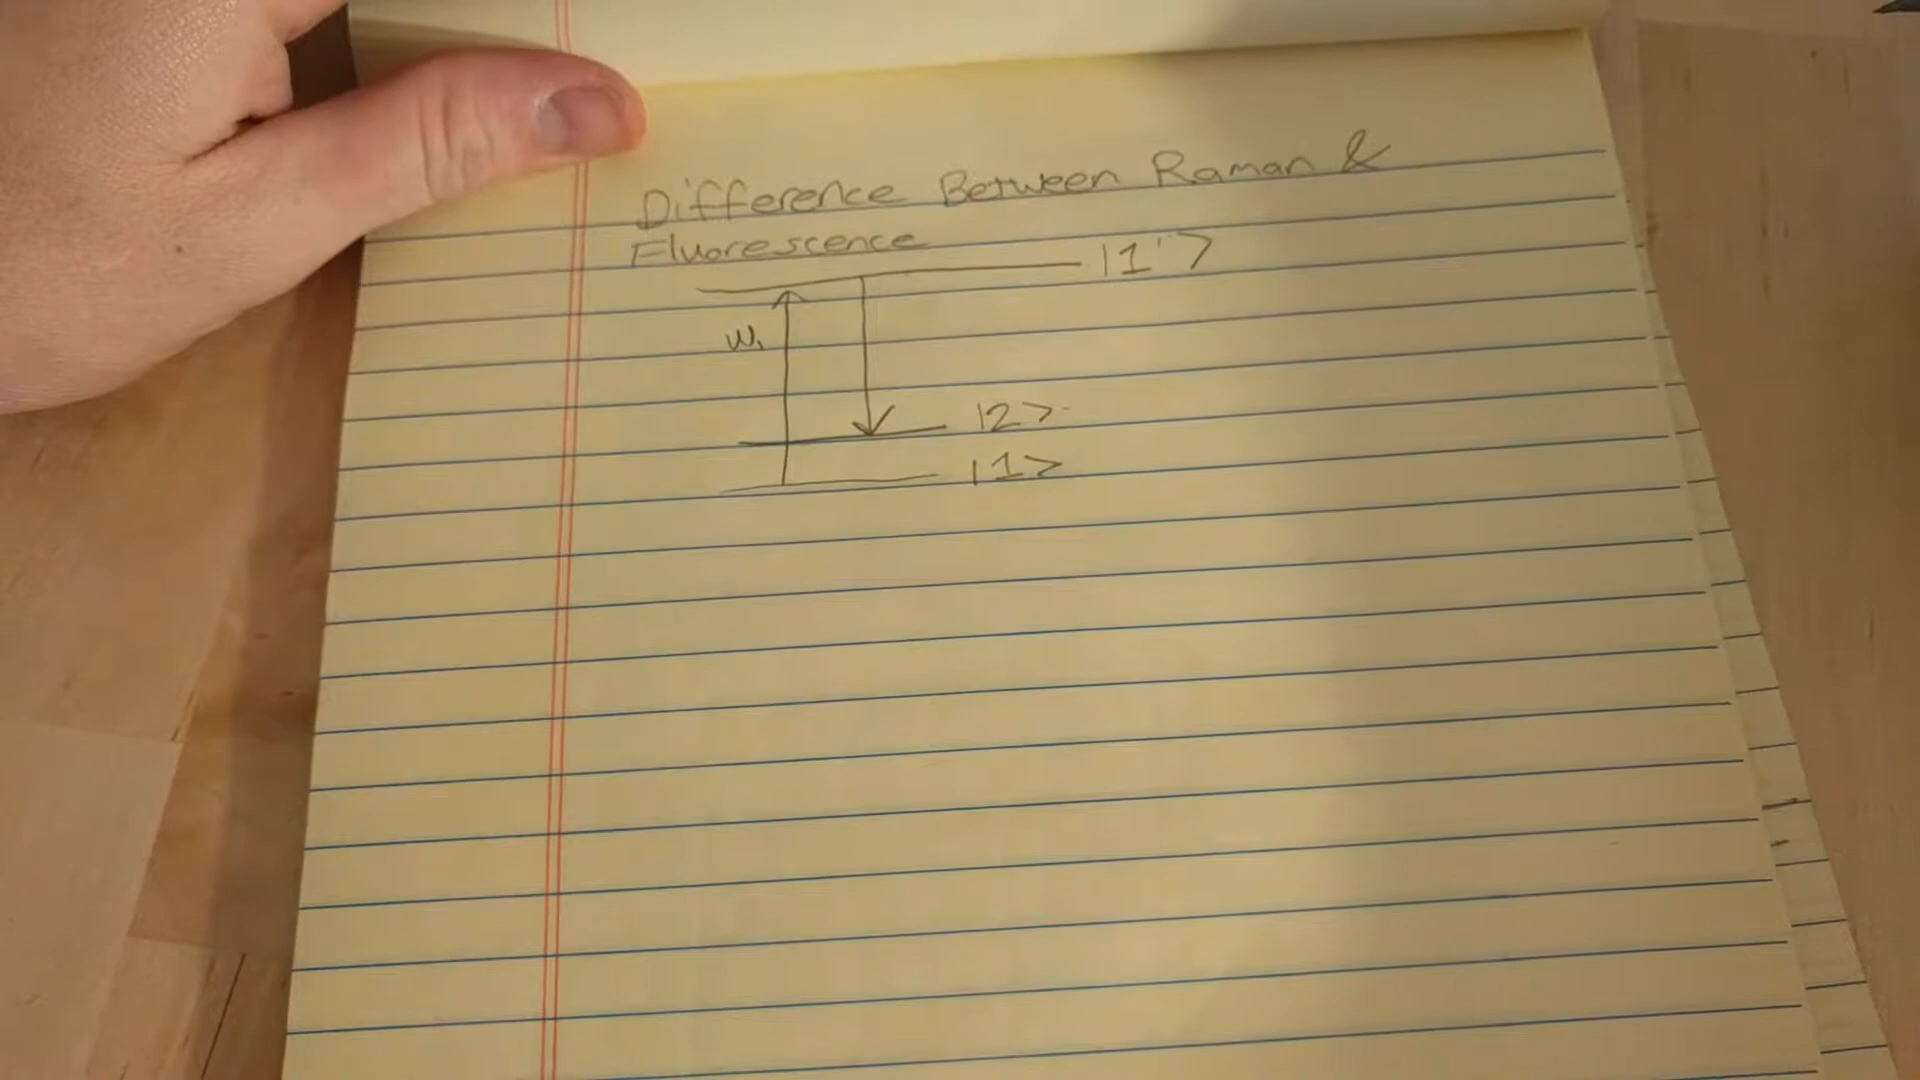 Difference Between Raman &
Fluorescence
|1'>
W₁
|2>
|1>